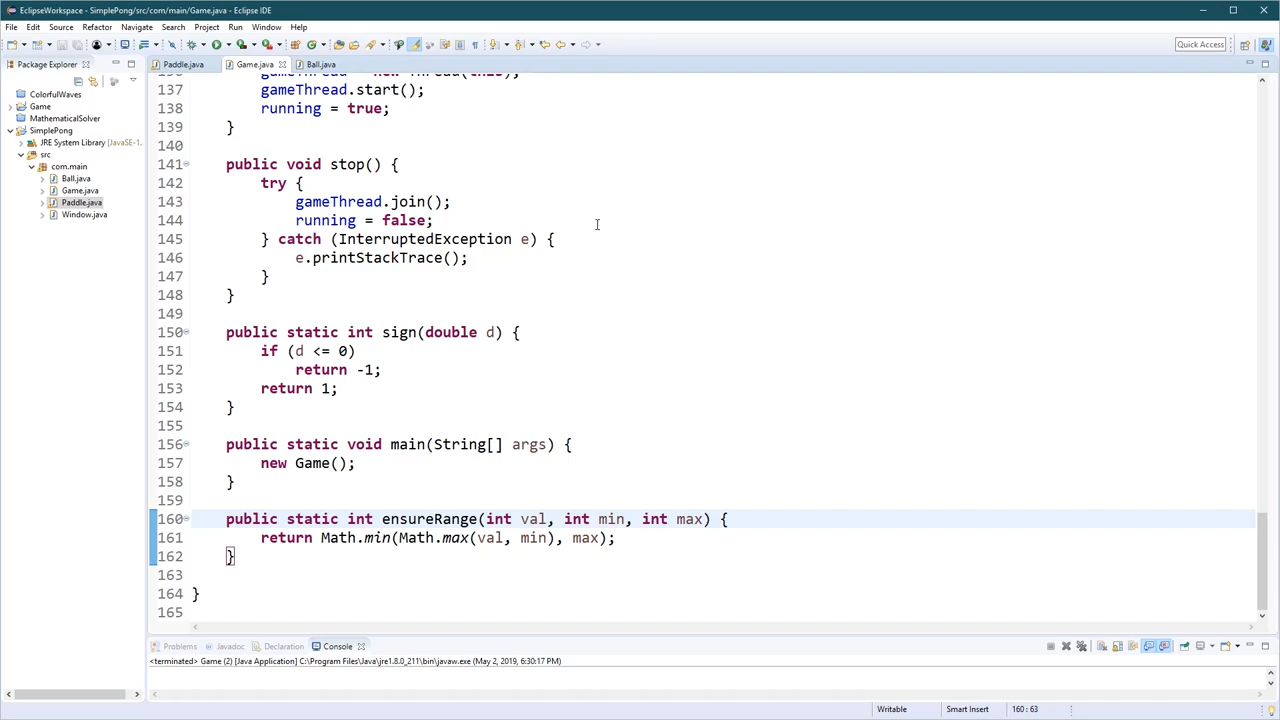 EclipseWorkspace - SimplePong/src/com/main/Game.java - Eclipse IDE
File Edit Source Refactor Navigate Search Project Run Window Help
Quick Access
Package Explorer
Paddle.java
Game.java
Ball.java
ColorfulWaves
Game
MathematicalSolver
SimplePong
JRE System Library [JavaSE-1.
src
com.main
Ball.java
Game.java
Paddle.java
Window.java
136 gameThread = new Thread(this);
137 gameThread.start();
138 running = true;
139 }
140
141 public void stop() {
142 try {
143 gameThread.join();
144 running = false;
145 } catch (InterruptedException e) {
146 e.printStackTrace();
147 }
148 }
149
150 public static int sign(double d) {
151 if (d <= 0)
152 return -1;
153 return 1;
154 }
155
156 public static void main(String[] args) {
157 new Game();
158 }
159
160 public static int ensureRange(int val, int min, int max) {
161 return Math.min(Math.max(val, min), max);
162 }
163
164 }
165
Problems Javadoc Declaration Console
<terminated> Game (2) [Java Application] C:\Program Files\Java\jre1.8.0_211\bin\javaw.exe (May 2, 2019, 6:30:17 PM)
Writable Smart Insert 160 : 63